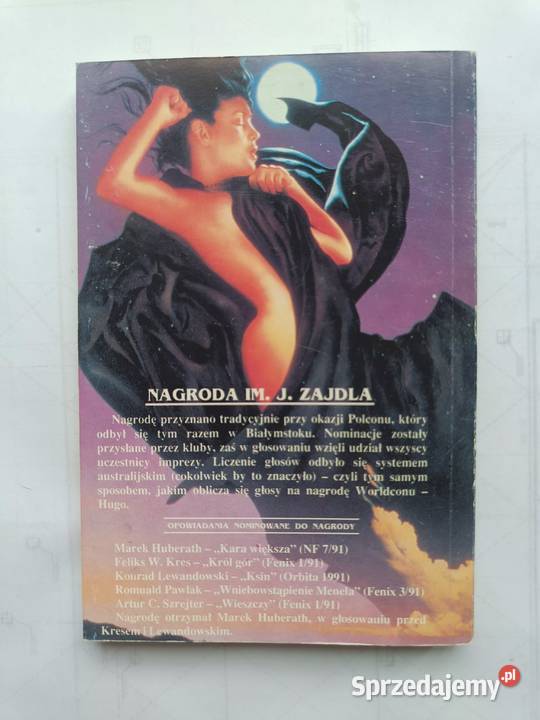 NAGRODA IM. J. ZAJDLA
Nagrodę przyznano tradycyjnie przy okazji Polconu, który
odbył się tym razem w Białymstoku. Nominacje zostały
przysłane przez kluby, zaś w głosowaniu wzięli udział wszyscy
uczestnicy imprezy. Liczenie głosów odbyło się systemem
australijskim (cokolwiek by to znaczyło) – czyli tym samym
sposobem, jakim oblicza się głosy na nagrodę Worldconu –
Hugo.
OPOWIADANIA NOMINOWANE DO NAGRODY
Marek Huberath – „Kara większa” (NF 7/91)
Feliks W. Kres – „Król gór” (Fenix 1/91)
Konrad Lewandowski – „Ksin” (Orbita 1991)
Romuald Pawlak – „Wniebowstąpienie Menela” (Fenix 3/91)
Artur C. Szrejter – „Wieszczy” (Fenix 1/91)
Nagrodę otrzymał Marek Huberath, w głosowaniu przed
Kresem i Lewandowskim.
Sprzedajemy.pl